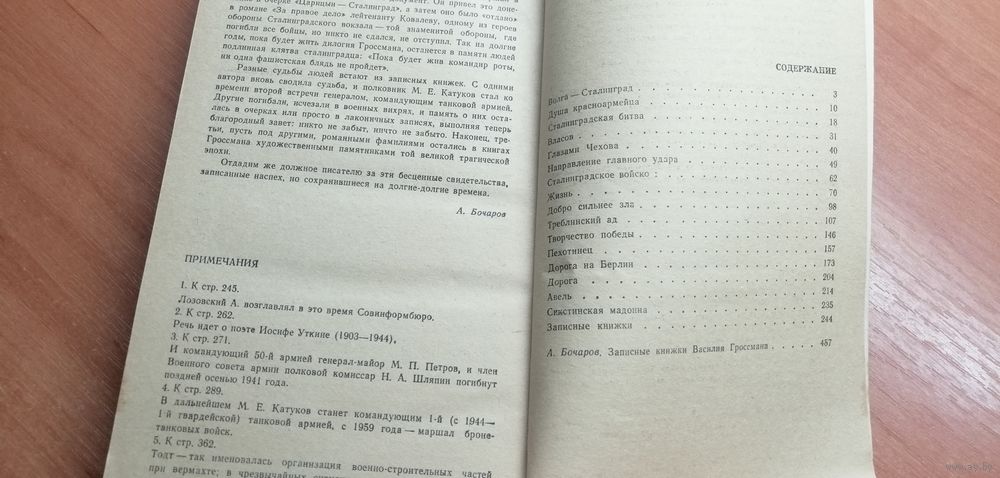 в очерке «Царицын — Сталинград», а затем оно было «отдано»
в романе «За правое дело» лейтенанту Ковалеву, одному из героев
обороны Сталинградского вокзала — той знаменитой обороны, где
погибли все бойцы, но никто не сдался, не отступил. Так на долгие
годы, пока будет жить дилогия Гроссмана, останется в памяти людей
подлинная клятва сталинградца: «Пока будет жив командир роты,
ни одна фашистская блядь не пройдет».
Разные судьбы людей встают из записных книжек. С одними
автора вновь сводила судьба, и полковник М. Е. Катуков стал ко
времени второй встречи генералом, командующим танковой армией.
Другие погибали, исчезали в военных вихрях, и память о них оста-
лась в очерках или просто в лаконичных записях, выполняя теперь
благородный завет: никто не забыт, ничто не забыто. Наконец, тре-
тьи, пусть под другими, романными фамилиями остались в книгах
Гроссмана художественными памятниками той великой трагической
эпохи.
Отдадим же должное писателю за эти бесценные свидетельства,
записанные наспех, но сохранившиеся на долгие-долгие времена.
А. Бочаров
ПРИМЕЧАНИЯ
1. К стр. 245.
Лозовский А. возглавлял в это время Совинформбюро.
2. К стр. 262.
Речь идет о поэте Иосифе Уткине (1903—1944).
3. К стр. 271.
И командующий 50-й армией генерал-майор М. П. Петров, и член
Военного совета армии полковой комиссар Н. А. Шляпин погибнут
поздней осенью 1941 года.
4. К стр. 289.
В дальнейшем М. Е. Катуков станет командующим 1-й (с 1944—
1-й гвардейской) танковой армией, с 1959 года — маршал броне-
танковых войск.
5. К стр. 362.
Тодт — так именовалась организация военно-строительных частей
при вермахте; в чрезвычайных
СОДЕРЖАНИЕ
Волга — Сталинград . . . 3
Душа красноармейца . . . 10
Сталинградская битва . . . 18
Власов . . . 31
Глазами Чехова . . . 40
Направление главного удара . . . 49
Сталинградское войско . . . 62
Жизнь . . . 70
Добро сильнее зла . . . 98
Треблинский ад . . . 107
Творчество победы . . . 146
Пехотинец . . . 157
Дорога на Берлин . . . 173
Дорога . . . 204
Авель . . . 214
Сикстинская мадонна . . . 235
Записные книжки . . . 244
А. Бочаров, Записные книжки Василия Гроссмана . . . 457
www.ay.by